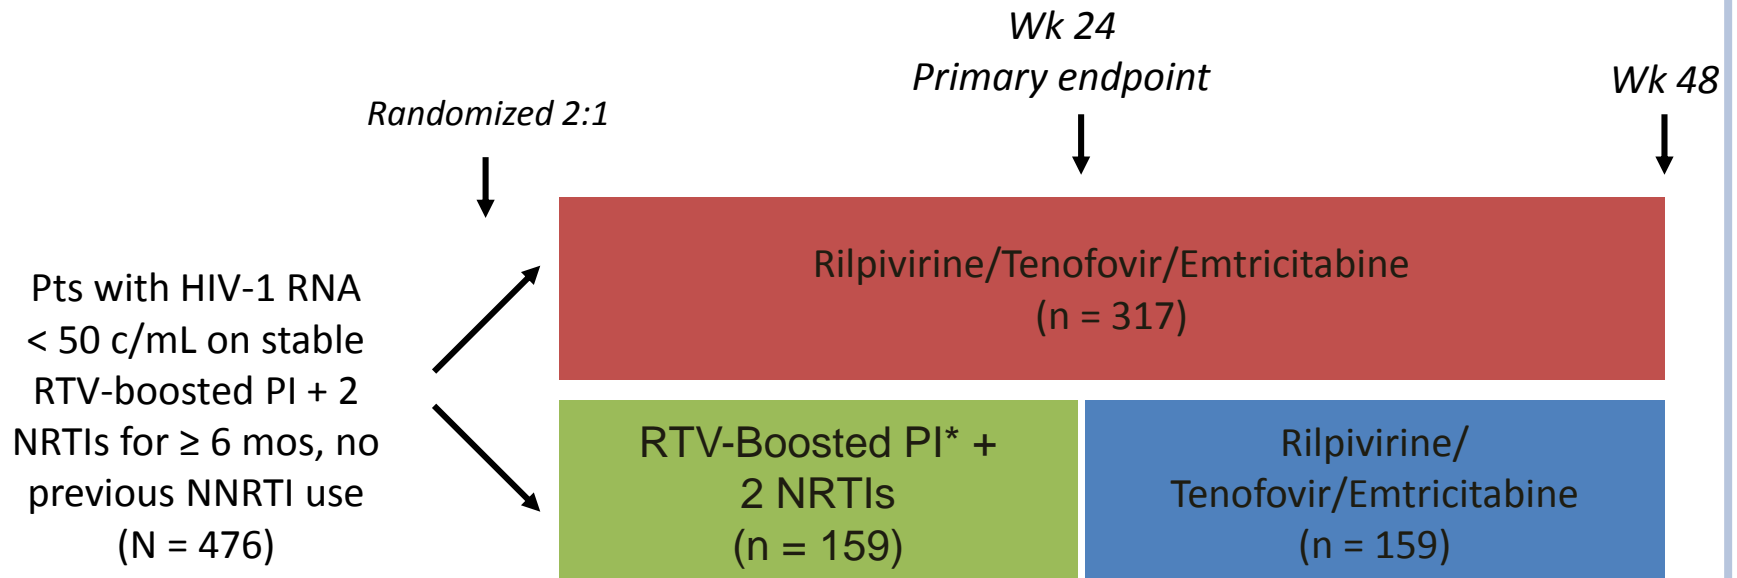 Wk 24
Primary endpoint
Wk 48
Randomized 2:1
Pts with HIV-1 RNA
< 50 c/mL on stable
RTV-boosted PI + 2
NRTIs for ≥ 6 mos, no
previous NNRTI use
(N = 476)
Rilpivirine/Tenofovir/Emtricitabine
(n = 317)
RTV-Boosted PI* +
2 NRTIs
(n = 159)
Rilpivirine/
Tenofovir/Emtricitabine
(n = 159)